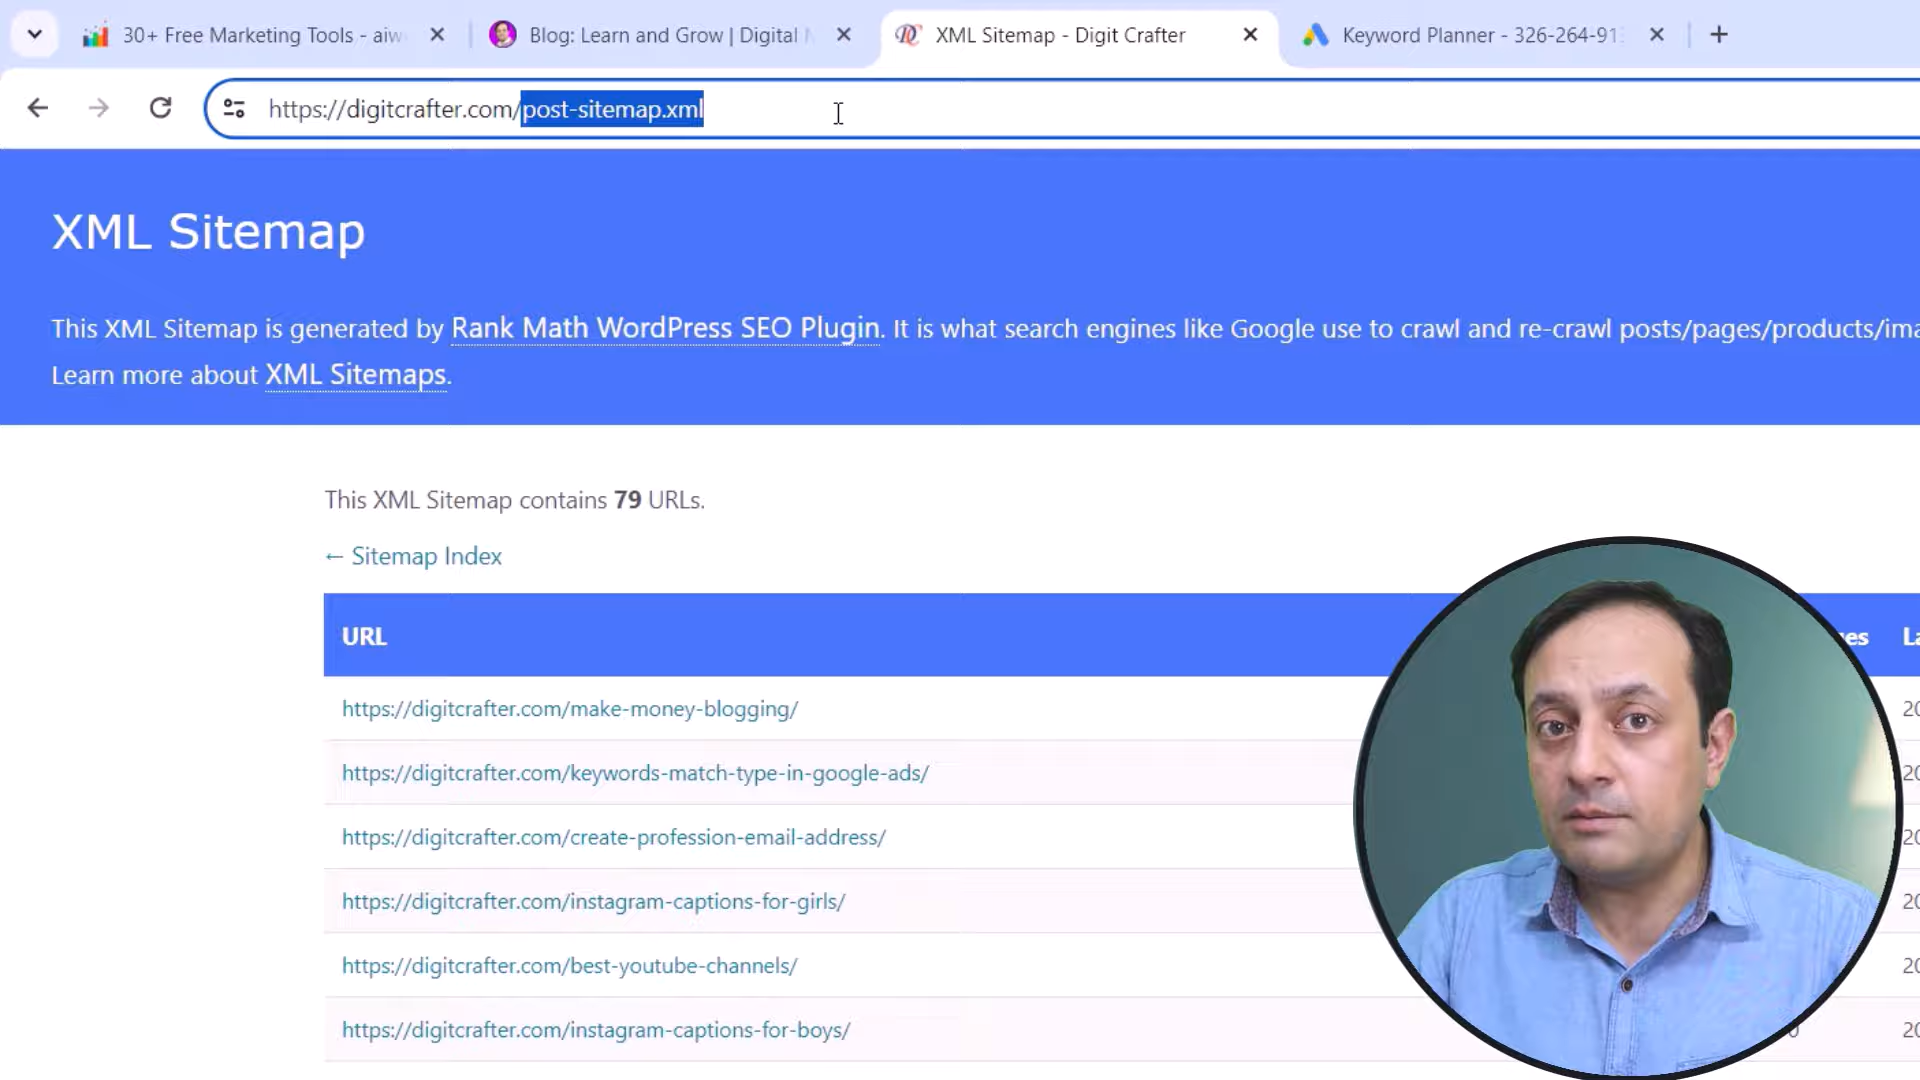 30+ Free Marketing Tools - aiw
Blog: Learn and Grow | Digital
XML Sitemap - Digit Crafter
Keyword Planner - 326-264-91
https://digitcrafter.com/post-sitemap.xml
XML Sitemap
This XML Sitemap is generated by Rank Math WordPress SEO Plugin. It is what search engines like Google use to crawl and re-crawl posts/pages/products/ima
Learn more about XML Sitemaps.
This XML Sitemap contains 79 URLs.
← Sitemap Index
URL
https://digitcrafter.com/make-money-blogging/
https://digitcrafter.com/keywords-match-type-in-google-ads/
https://digitcrafter.com/create-profession-email-address/
https://digitcrafter.com/instagram-captions-for-girls/
https://digitcrafter.com/best-youtube-channels/
https://digitcrafter.com/instagram-captions-for-boys/